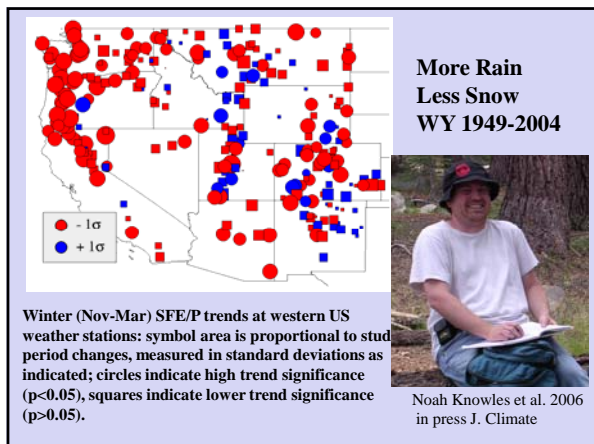 More Rain
Less Snow
WY 1949-2004
- 1σ
+ 1σ
Winter (Nov-Mar) SFE/P trends at western US
weather stations: symbol area is proportional to stud
period changes, measured in standard deviations as
indicated; circles indicate high trend significance
(p<0.05), squares indicate lower trend significance
(p>0.05).
Noah Knowles et al. 2006
in press J. Climate